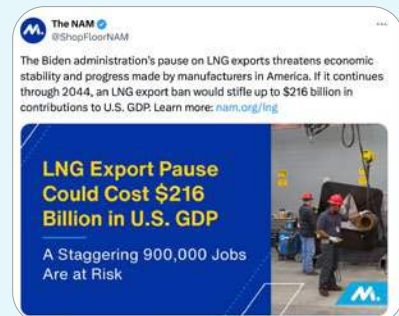 The NAM
@ShopFloorNAM
The Biden administration's pause on LNG exports threatens economic
stability and progress made by manufacturers in America. If it continues
through 2044, an LNG export ban would stifle up to $216 billion in
contributions to U.S. GDP. Learn more: nam.org/lng
LNG Export Pause
Could Cost $216
Billion in U.S. GDP
A Staggering 900,000 Jobs
Are at Risk
M.